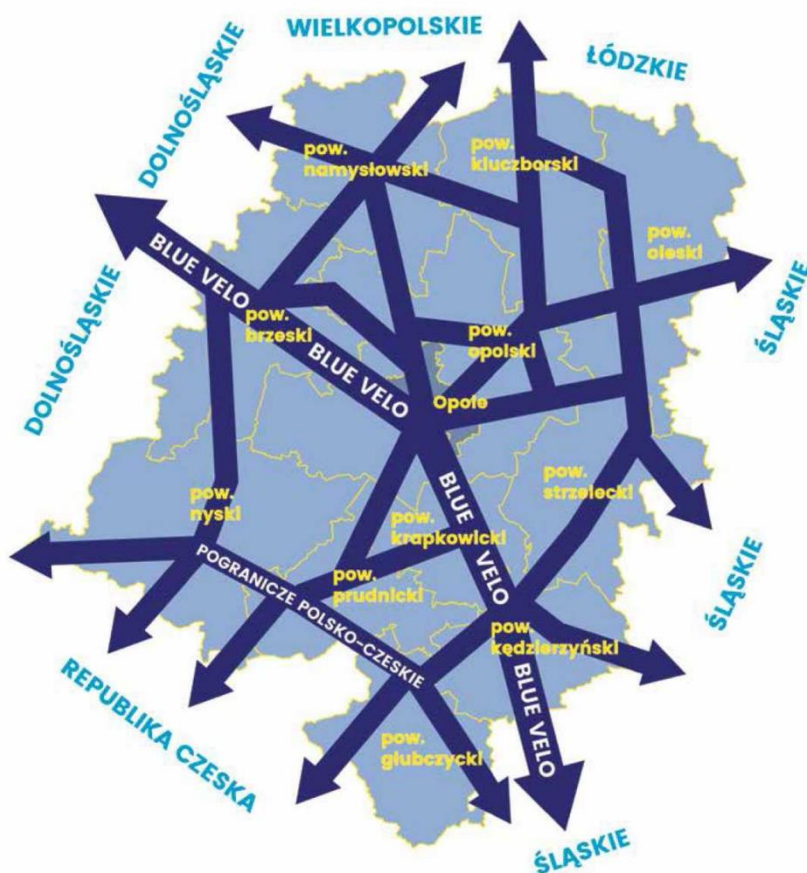 WIELKOPOLSKIE
ŁÓDZKIE
DOLNOŚLĄSKIE
pow.
namysłowski
pow.
kluczborski
pow.
oleski
BLUE VELO
ŚLĄSKIE
DOLNOŚLĄSKIE
pow.
brzeski
pow.
opolski
BLUE VELO
Opole
BLUE VELO
pow.
strzelecki
pow.
nyski
pow.
krapkowicki
POGRANICZE POLSKO-CZESKIE
pow.
prudnicki
ŚLĄSKIE
pow.
kędzierzyński
BLUE VELO
REPUBLIKA CZESKA
pow.
głubczycki
ŚLĄSKIE